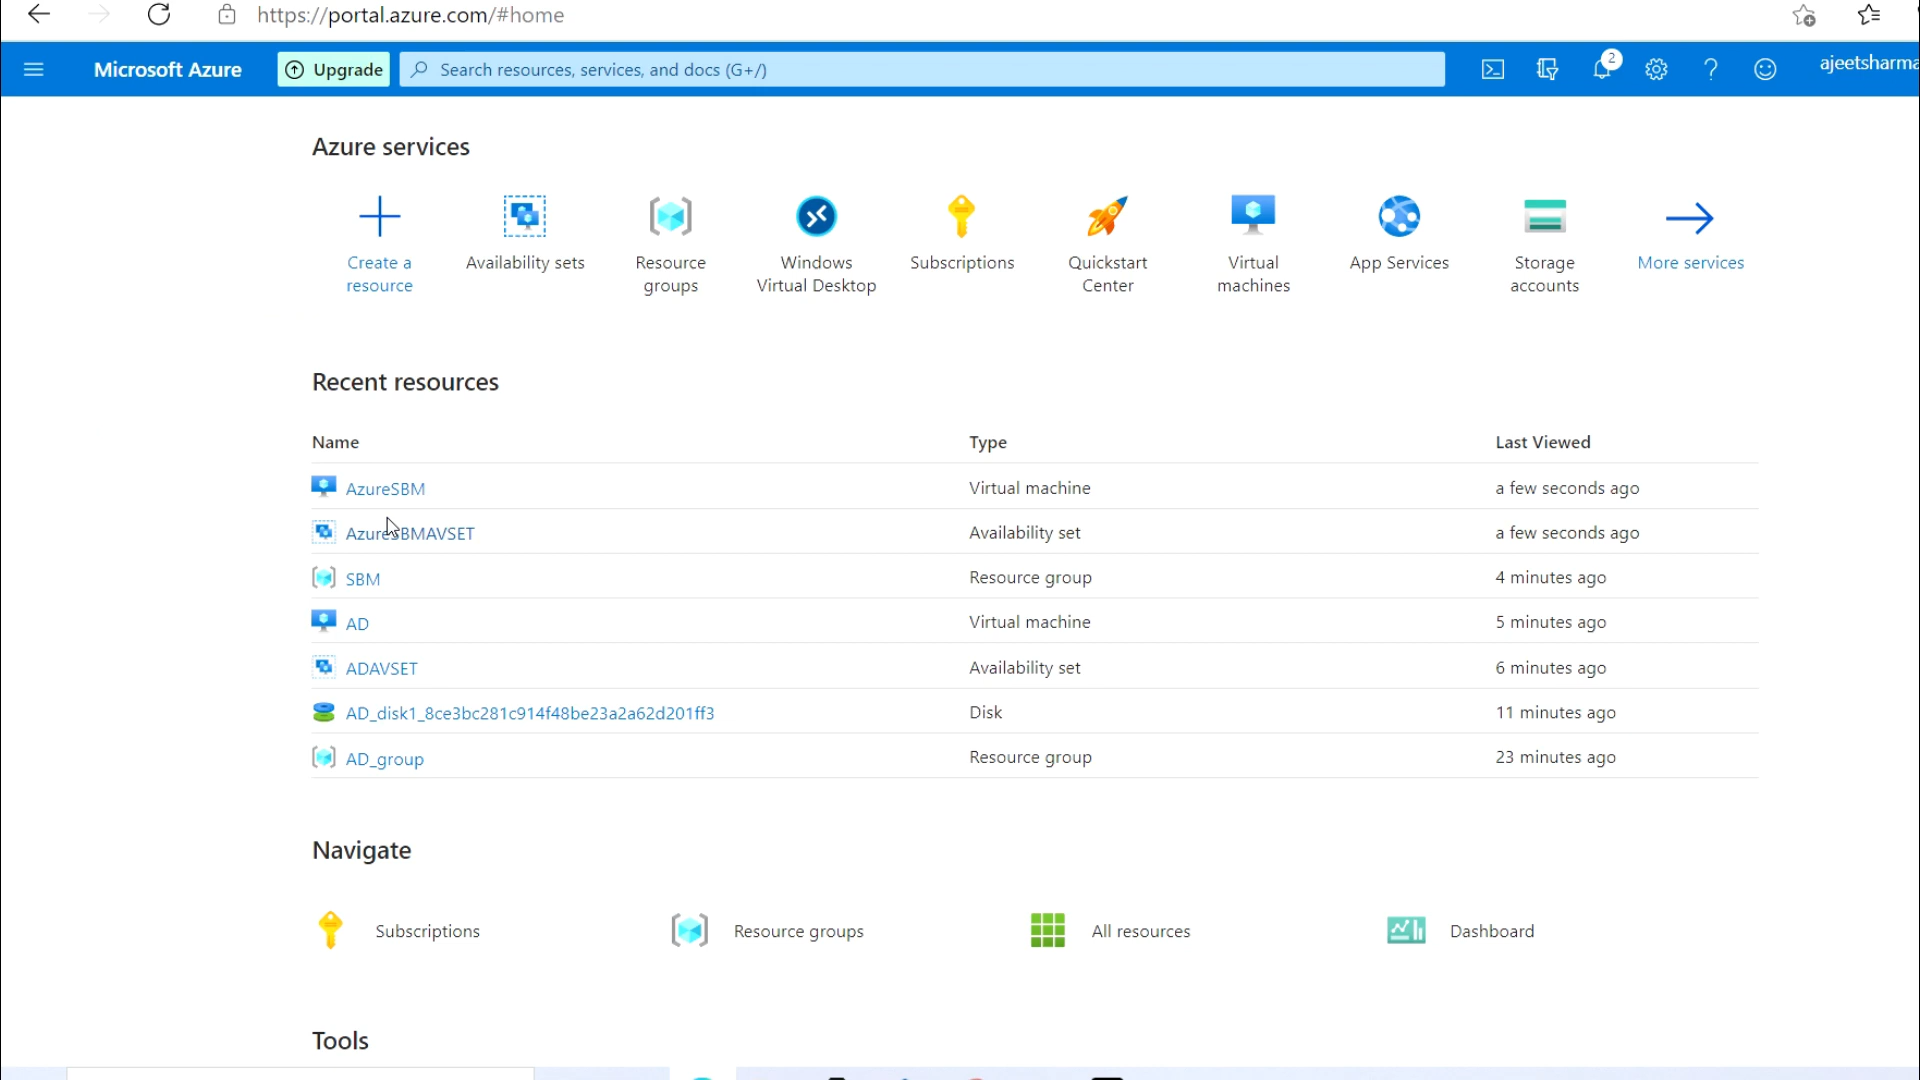 https://portal.azure.com/#home
Microsoft Azure
Upgrade
Search resources, services, and docs (G+/)
2
ajeetsharma
Azure services
Create a resource
Availability sets
Resource groups
Windows Virtual Desktop
Subscriptions
Quickstart Center
Virtual machines
App Services
Storage accounts
More services
Recent resources
Name Type Last Viewed
AzureSBM Virtual machine a few seconds ago
AzureSBMAVSET Availability set a few seconds ago
SBM Resource group 4 minutes ago
AD Virtual machine 5 minutes ago
ADAVSET Availability set 6 minutes ago
AD_disk1_8ce3bc281c914f48be23a2a62d201ff3 Disk 11 minutes ago
AD_group Resource group 23 minutes ago
Navigate
Subscriptions Resource groups All resources Dashboard
Tools